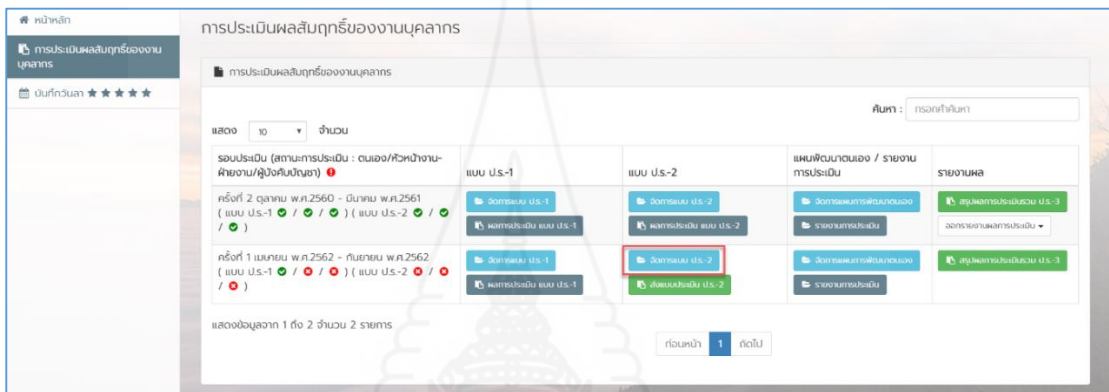 หน้าหลัก
การประเมินผลสัมฤทธิ์ของงาน
บุคลากร
บันทึกวันลา ★ ★ ★ ★ ★
การประเมินผลสัมฤทธิ์ของงานบุคลากร
การประเมินผลสัมฤทธิ์ของงานบุคลากร
ค้นหา : กรอกคำค้นหา
แสดง 10 จำนวน
รอบประเมิน (สถานะการประเมิน : ตนเอง/หัวหน้างาน-
ฝ่ายงาน/ผู้บังคับบัญชา)
แบบ ป.ร.-1
แบบ ป.ร.-2
แผนพัฒนาตนเอง / รายงาน
การประเมิน
รายงานผล
ครั้งที่ 2 ตุลาคม พ.ศ.2560 - มีนาคม พ.ศ.2561
( แบบ ป.ร.-1 / / ) ( แบบ ป.ร.-2 /
/ )
จัดการแบบ ป.ร.-1
ผลการประเมิน แบบ ป.ร.-1
จัดการแบบ ป.ร.-2
ผลการประเมิน แบบ ป.ร.-2
จัดการแผนการพัฒนาตนเอง
รายงานการประเมิน
สรุปผลการประเมินรวม ป.ร.-3
ออกรายงานผลการประเมิน
ครั้งที่ 1 เมษายน พ.ศ.2562 - กันยายน พ.ศ.2562
( แบบ ป.ร.-1 / / ) ( แบบ ป.ร.-2 /
/ )
จัดการแบบ ป.ร.-1
ผลการประเมิน แบบ ป.ร.-1
จัดการแบบ ป.ร.-2
ส่งแบบประเมิน ป.ร.-2
จัดการแผนการพัฒนาตนเอง
รายงานการประเมิน
สรุปผลการประเมินรวม ป.ร.-3
แสดงข้อมูลจาก 1 ถึง 2 จำนวน 2 รายการ
ก่อนหน้า 1 ถัดไป